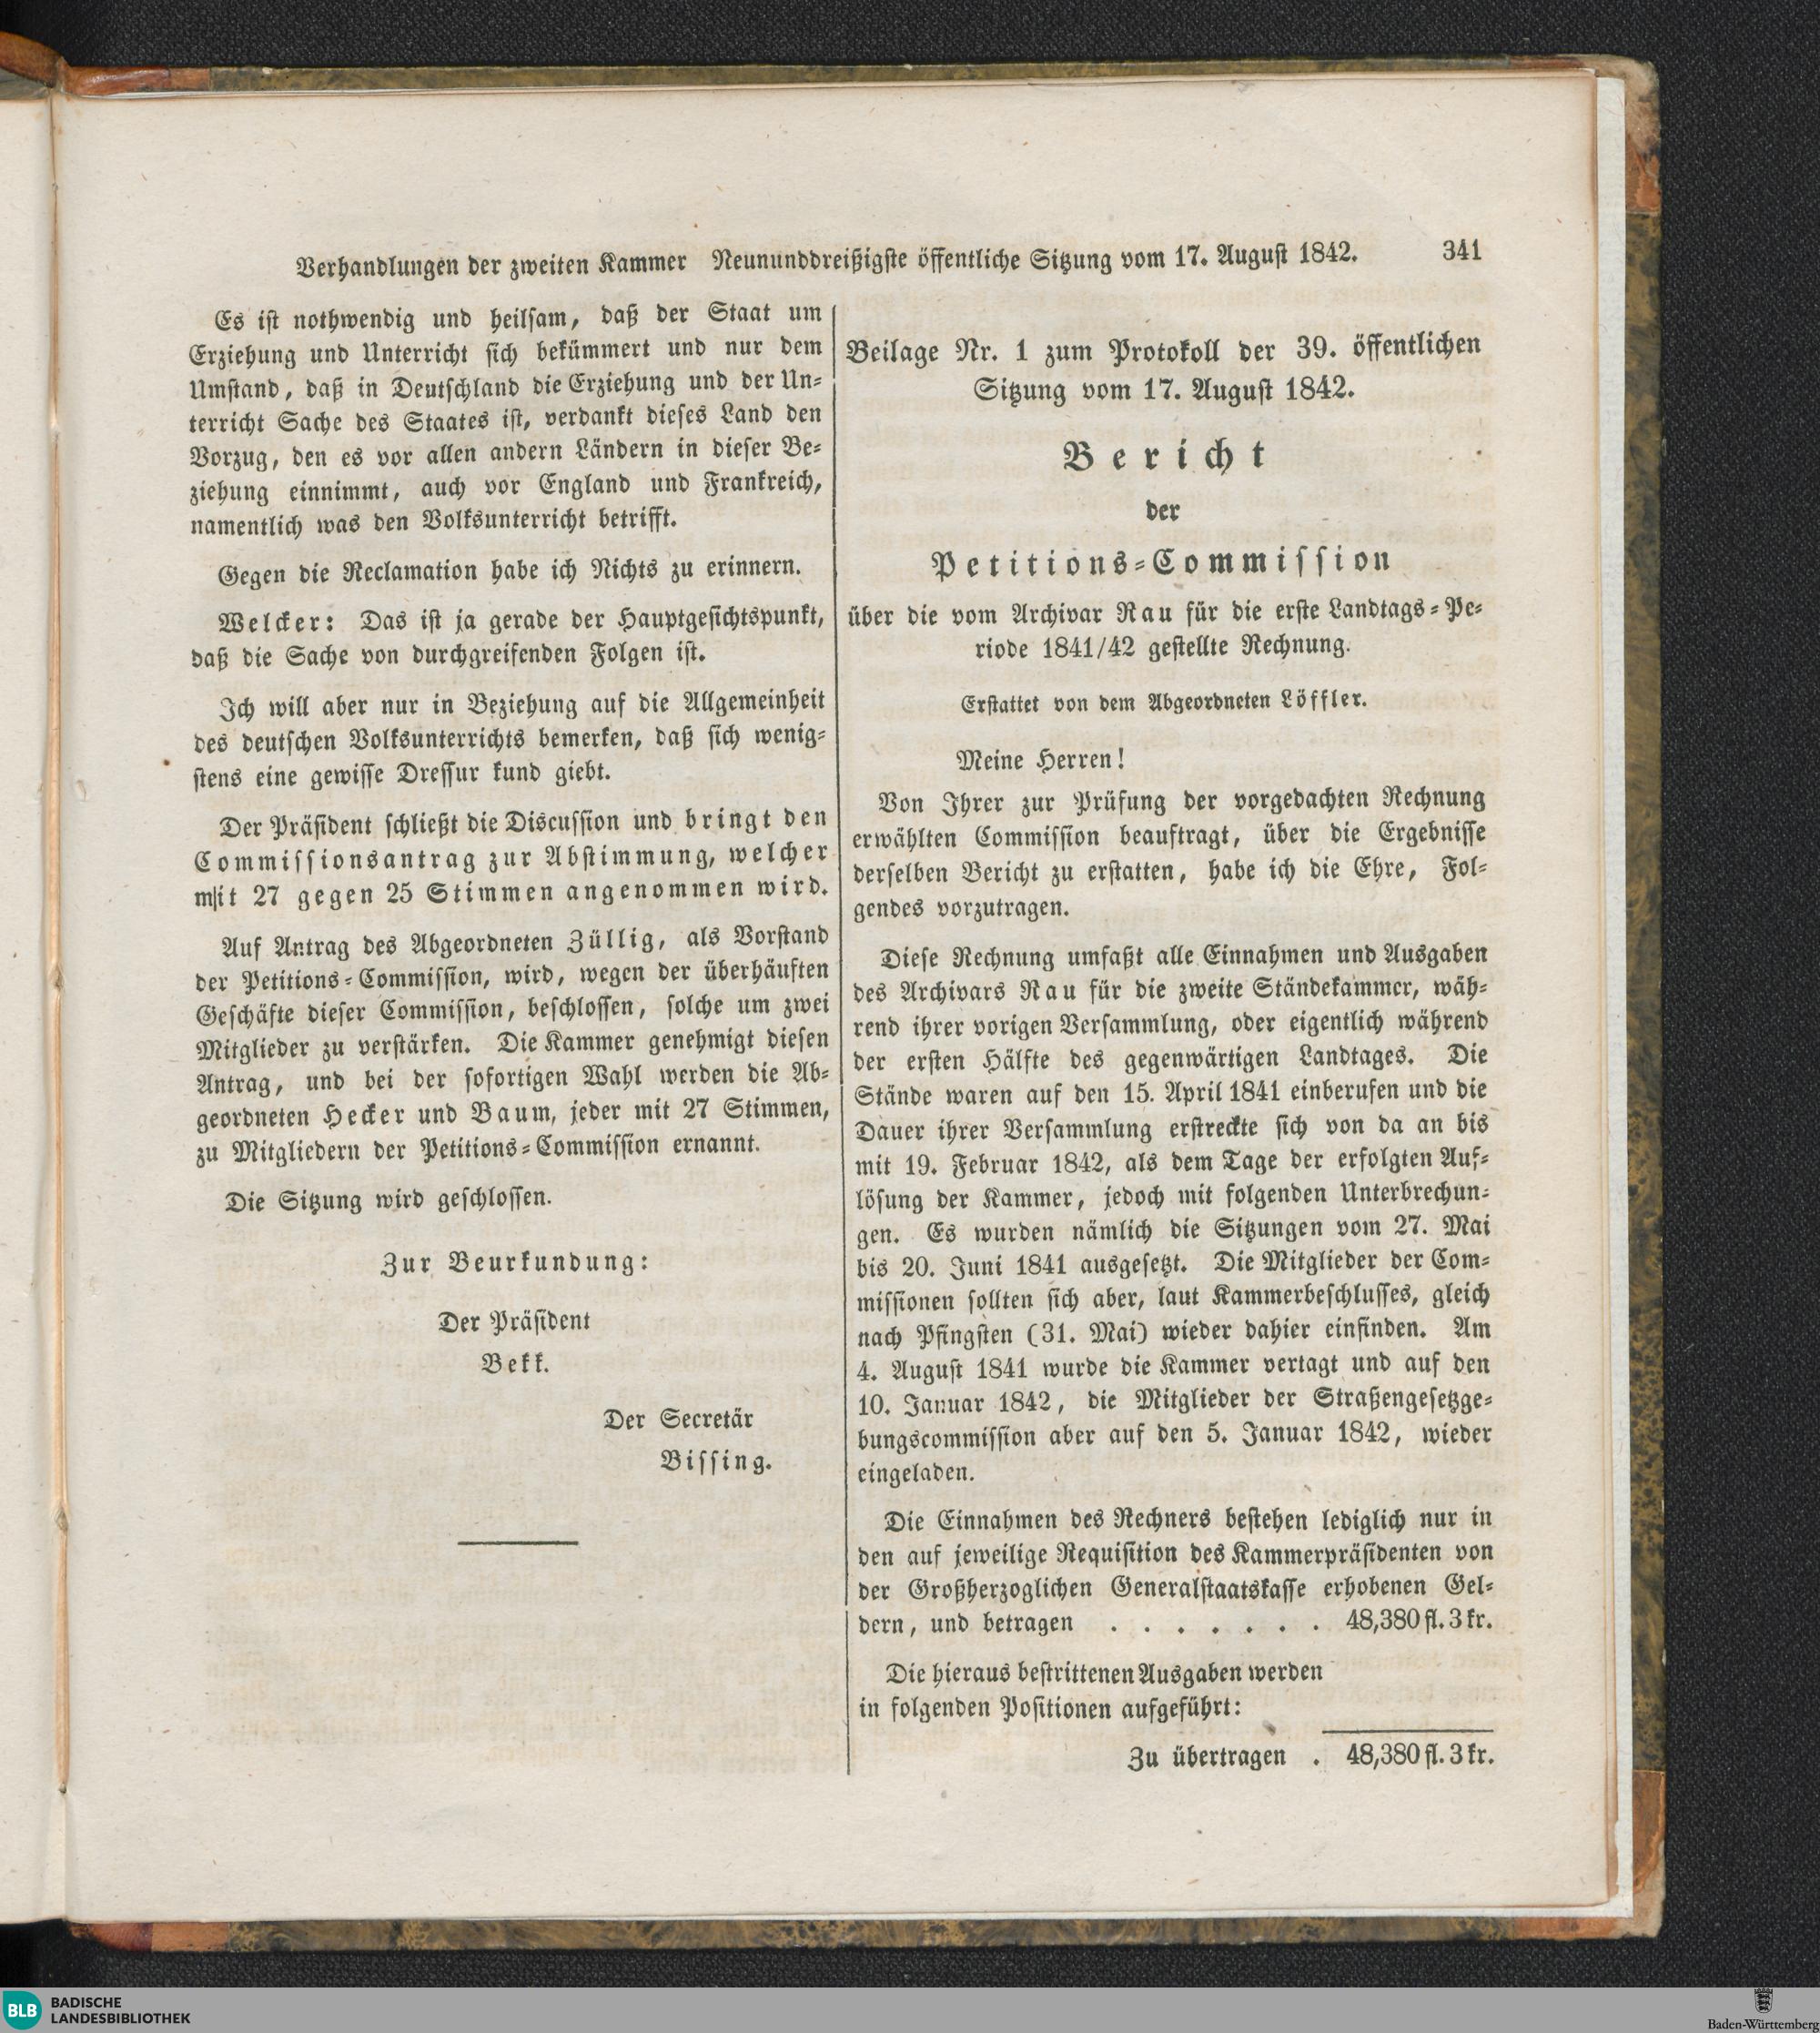 Verhandlungen der zweiten Kammer Neununddreißigste öffentliche Sitzung vom 17. August 1842. 341
Es ist nothwendig und heilsam, daß der Staat um
Erziehung und Unterricht sich bekümmert und nur dem
Umstand, daß in Deutschland die Erziehung und der Un-
terricht Sache des Staates ist, verdankt dieses Land den
Vorzug, den es vor allen andern Ländern in dieser Be-
ziehung einnimmt, auch vor England und Frankreich,
namentlich was den Volksunterricht betrifft.
Gegen die Reclamation habe ich Nichts zu erinnern.
Welcker: Das ist ja gerade der Hauptgesichtspunkt,
daß die Sache von durchgreifenden Folgen ist.
Ich will aber nur in Beziehung auf die Allgemeinheit
des deutschen Volksunterrichts bemerken, daß sich wenig-
stens eine gewisse Dressur kund giebt.
Der Präsident schließt die Discussion und bringt den
Commissionsantrag zur Abstimmung, welcher
mit 27 gegen 25 Stimmen angenommen wird.
Auf Antrag des Abgeordneten Züllig, als Vorstand
der Petitions-Commission, wird, wegen der überhäuften
Geschäfte dieser Commission, beschlossen, solche um zwei
Mitglieder zu verstärken. Die Kammer genehmigt diesen
Antrag, und bei der sofortigen Wahl werden die Ab-
geordneten Hecker und Baum, jeder mit 27 Stimmen,
zu Mitgliedern der Petitions-Commission ernannt.
Die Sitzung wird geschlossen.
Zur Beurkundung:
Der Präsident
Bekk.
Der Secretär
Bissing.
Beilage Nr. 1 zum Protokoll der 39. öffentlichen
Sitzung vom 17. August 1842.
Bericht
der
Petitions-Commission
über die vom Archivar Rau für die erste Landtags-Pe-
riode 1841/42 gestellte Rechnung.
Erstattet von dem Abgeordneten Löffler.
Meine Herren!
Von Ihrer zur Prüfung der vorgedachten Rechnung
erwählten Commission beauftragt, über die Ergebnisse
derselben Bericht zu erstatten, habe ich die Ehre, Fol-
gendes vorzutragen.
Diese Rechnung umfaßt alle Einnahmen und Ausgaben
des Archivars Rau für die zweite Ständekammer, wäh-
rend ihrer vorigen Versammlung, oder eigentlich während
der ersten Hälfte des gegenwärtigen Landtages. Die
Stände waren auf den 15. April 1841 einberufen und die
Dauer ihrer Versammlung erstreckte sich von da an bis
mit 19. Februar 1842, als dem Tage der erfolgten Auf-
lösung der Kammer, jedoch mit folgenden Unterbrechun-
gen. Es wurden nämlich die Sitzungen vom 27. Mai
bis 20. Juni 1841 ausgesetzt. Die Mitglieder der Com-
missionen sollten sich aber, laut Kammerbeschlusses, gleich
nach Pfingsten (31. Mai) wieder dahier einfinden. Am
4. August 1841 wurde die Kammer vertagt und auf den
10. Januar 1842, die Mitglieder der Straßengesetzge-
bungscommission aber auf den 5. Januar 1842, wieder
eingeladen.
Die Einnahmen des Rechners bestehen lediglich nur in
den auf jeweilige Requisition des Kammerpräsidenten von
der Großherzoglichen Generalstaatskasse erhobenen Gel-
dern, und betragen . . . . . . . 48,380 fl. 3 kr.
Die hieraus bestrittenen Ausgaben werden
in folgenden Positionen aufgeführt:
Zu übertragen . 48,380 fl. 3 kr.
BLB BADISCHE
LANDESBIBLIOTHEK
Baden-Württemberg